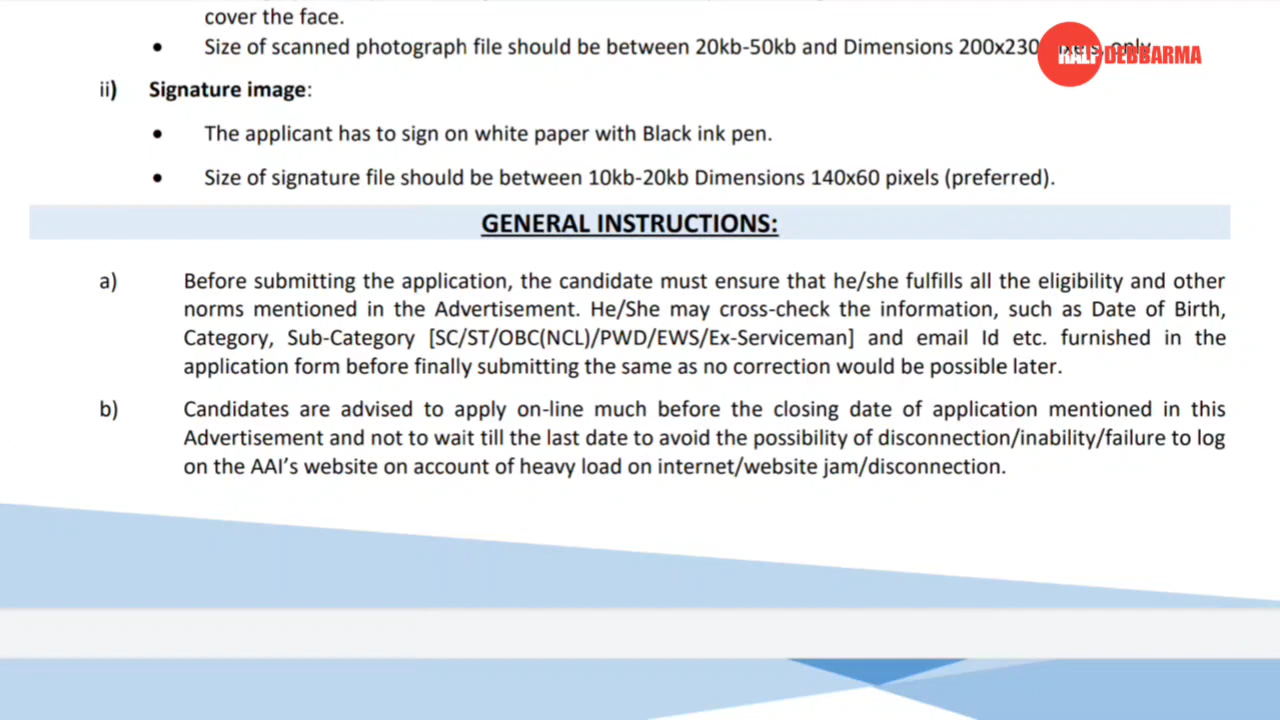 cover the face.
• Size of scanned photograph file should be between 20kb-50kb and Dimensions 200x230 pixels, only
RALF DEBBARMA
ii) Signature image:
• The applicant has to sign on white paper with Black ink pen.
• Size of signature file should be between 10kb-20kb Dimensions 140x60 pixels (preferred).
GENERAL INSTRUCTIONS:
a) Before submitting the application, the candidate must ensure that he/she fulfills all the eligibility and other
norms mentioned in the Advertisement. He/She may cross-check the information, such as Date of Birth,
Category, Sub-Category [SC/ST/OBC(NCL)/PWD/EWS/Ex-Serviceman] and email Id etc. furnished in the
application form before finally submitting the same as no correction would be possible later.
b) Candidates are advised to apply on-line much before the closing date of application mentioned in this
Advertisement and not to wait till the last date to avoid the possibility of disconnection/inability/failure to log
on the AAI’s website on account of heavy load on internet/website jam/disconnection.